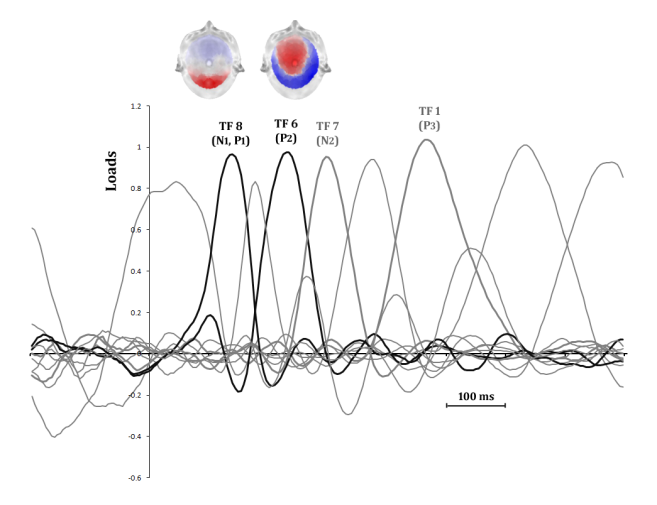 TF 8
(N1, P1)
TF 6
(P2)
TF 7
(N2)
TF 1
(P3)
Loads
1.2
1
0.8
0.6
0.4
0.2
0
-0.2
-0.4
-0.6
100 ms